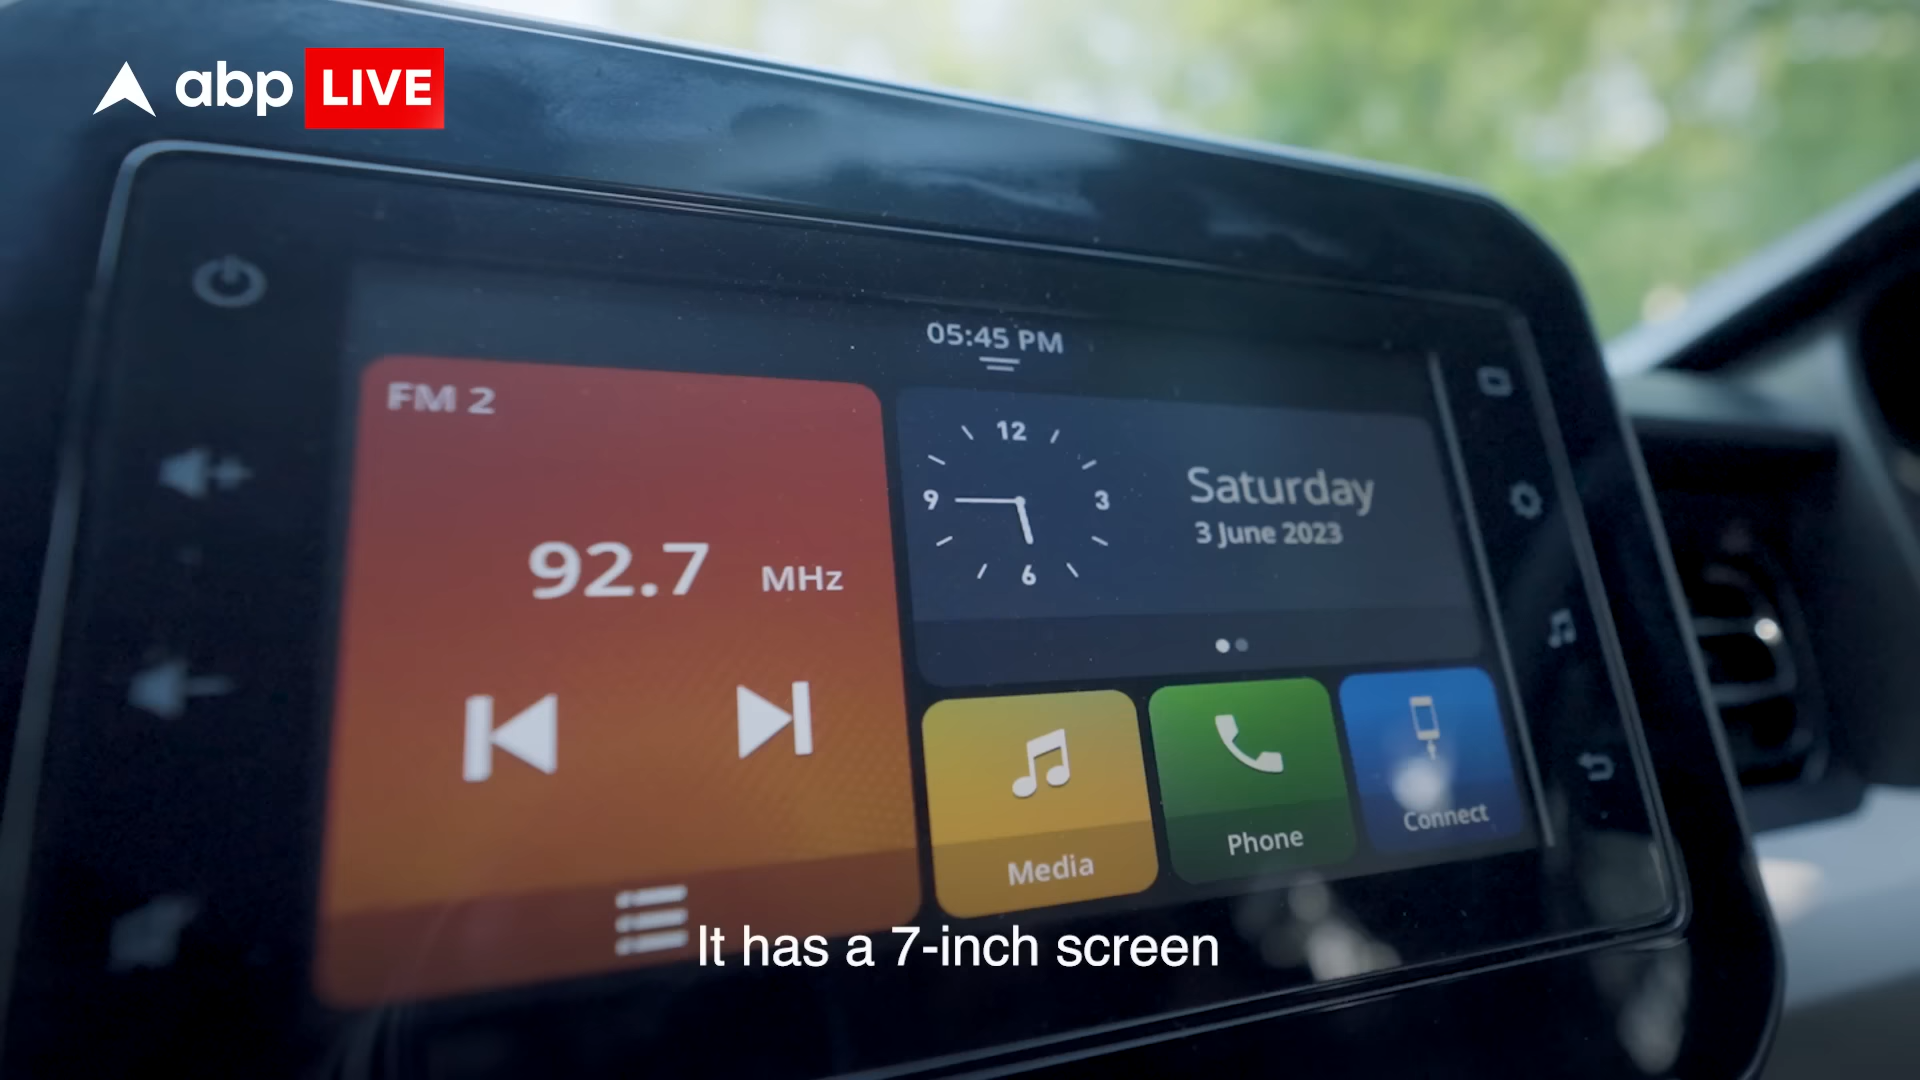 abp LIVE
05:45 PM
FM 2
92.7 MHz
12
9 3
6
Saturday
3 June 2023
Media
Phone
Connect
It has a 7-inch screen